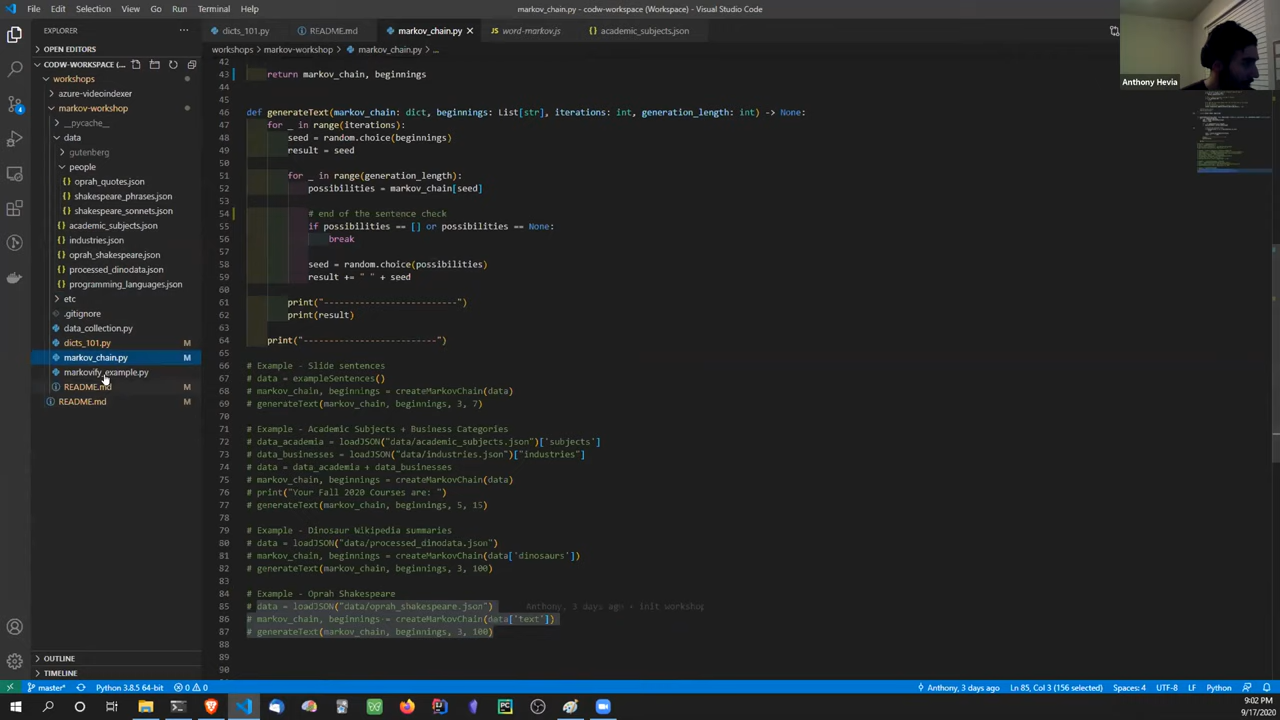 File Edit Selection View Go Run Terminal Help
markov_chain.py - codw-workspace (Workspace) - Visual Studio Code
Anthony Hevia
EXPLORER
OPEN EDITORS
CODW-WORKSPACE (...
workshops
azure-videoindexer
markov-workshop
__pycache__
data
gutenberg
people
oprah_quotes.json
shakespeare_phrases.json
shakespeare_sonnets.json
academic_subjects.json
industries.json
oprah_shakespeare.json
processed_dinodata.json
programming_languages.json
etc
.gitignore
data_collection.py
dicts_101.py M
markov_chain.py M
markovify_example.py
README.md M
README.md M
OUTLINE
TIMELINE
dicts_101.py README.md markov_chain.py word-markov.js academic_subjects.json
workshops > markov-workshop > markov_chain.py > ...
42
43 return markov_chain, beginnings
44
45
46 def generateText(markov_chain: dict, beginnings: List[str], iterations: int, generation_length: int) -> None:
47 for _ in range(iterations):
48 seed = random.choice(beginnings)
49 result = seed
50
51 for _ in range(generation_length):
52 possibilities = markov_chain[seed]
53
54 # end of the sentence check
55 if possibilities == [] or possibilities == None:
56 break
57
58 seed = random.choice(possibilities)
59 result += " " + seed
60
61 print("--------------------------")
62 print(result)
63
64 print("--------------------------")
65
66 # Example - Slide sentences
67 # data = exampleSentences()
68 # markov_chain, beginnings = createMarkovChain(data)
69 # generateText(markov_chain, beginnings, 3, 7)
70
71 # Example - Academic Subjects + Business Categories
72 # data_academia = loadJSON("data/academic_subjects.json")['subjects']
73 # data_businesses = loadJSON("data/industries.json")["industries"]
74 # data = data_academia + data_businesses
75 # markov_chain, beginnings = createMarkovChain(data)
76 # print("Your Fall 2020 Courses are: ")
77 # generateText(markov_chain, beginnings, 5, 15)
78
79 # Example - Dinosaur Wikipedia summaries
80 # data = loadJSON("data/processed_dinodata.json")
81 # markov_chain, beginnings = createMarkovChain(data['dinosaurs'])
82 # generateText(markov_chain, beginnings, 3, 100)
83
84 # Example - Oprah Shakespeare
85 # data = loadJSON("data/oprah_shakespeare.json") Anthony, 3 days ago • init workshop
86 # markov_chain, beginnings = createMarkovChain(data['text'])
87 # generateText(markov_chain, beginnings, 3, 100)
88
89
90
master* Python 3.8.5 64-bit 0 0 Anthony, 3 days ago Ln 85, Col 3 (156 selected) Spaces: 4 UTF-8 LF Python
9:02 PM
9/17/2020